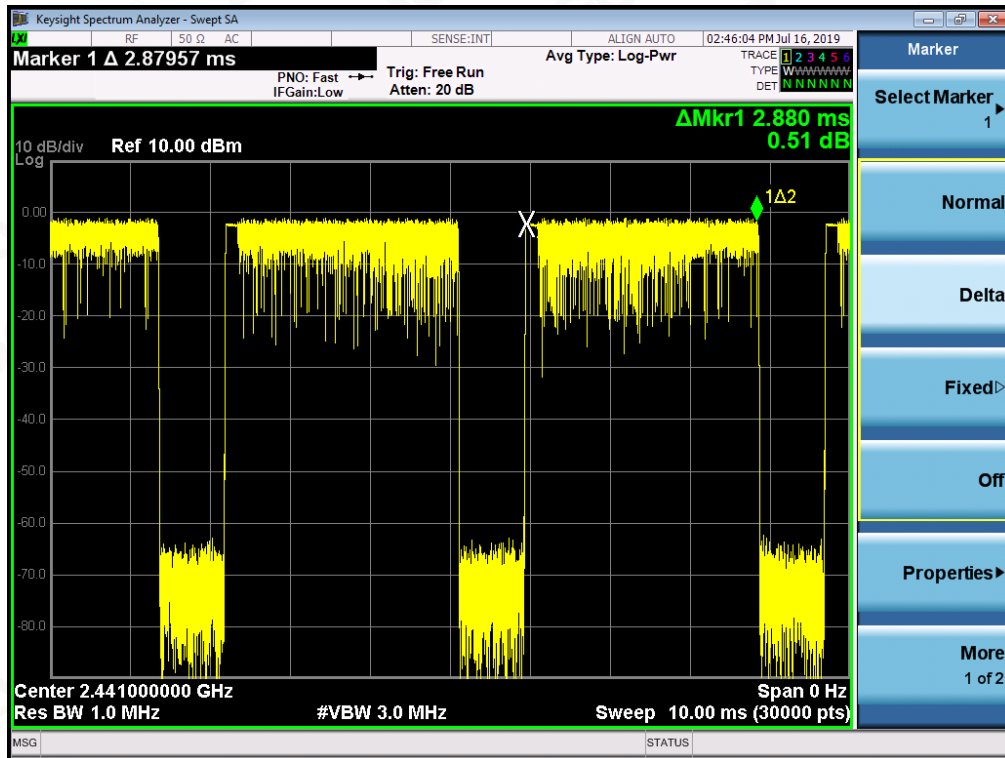 Keysight Spectrum Analyzer - Swept SA
LXI RF 50 Ω AC SENSE:INT ALIGN AUTO 02:46:04 PM Jul 16, 2019
Marker 1 Δ 2.87957 ms
PNO: Fast
IFGain:Low
Trig: Free Run
Atten: 20 dB
Avg Type: Log-Pwr
TRACE 1 2 3 4 5 6
TYPE WWWWWW
DET N N N N N N
ΔMkr1 2.880 ms
0.51 dB
10 dB/div Ref 10.00 dBm
Log
1Δ2
0.00
-10.0
-20.0
-30.0
-40.0
-50.0
-60.0
-70.0
-80.0
Center 2.441000000 GHz Span 0 Hz
Res BW 1.0 MHz #VBW 3.0 MHz Sweep 10.00 ms (30000 pts)
MSG STATUS
Marker
Select Marker
1
Normal
Delta
Fixed
Off
Properties
More
1 of 2